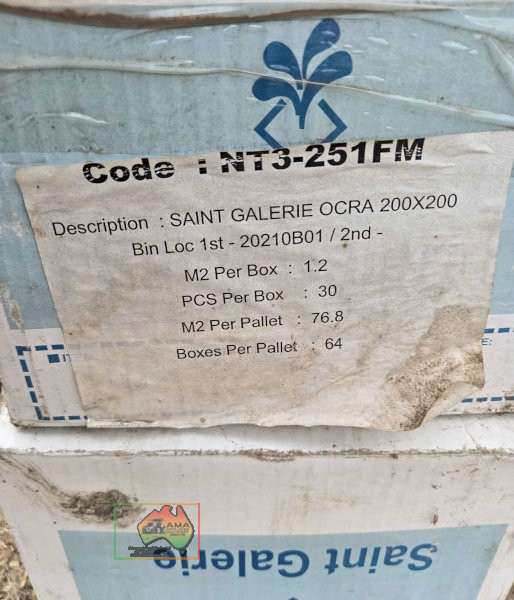 Code : NT3-251FM
Description : SAINT GALERIE OCRA 200X200
Bin Loc 1st - 20210B01 / 2nd -
M2 Per Box : 1.2
PCS Per Box : 30
M2 Per Pallet : 76.8
Boxes Per Pallet : 64
E:
AMA
Saint Galerie